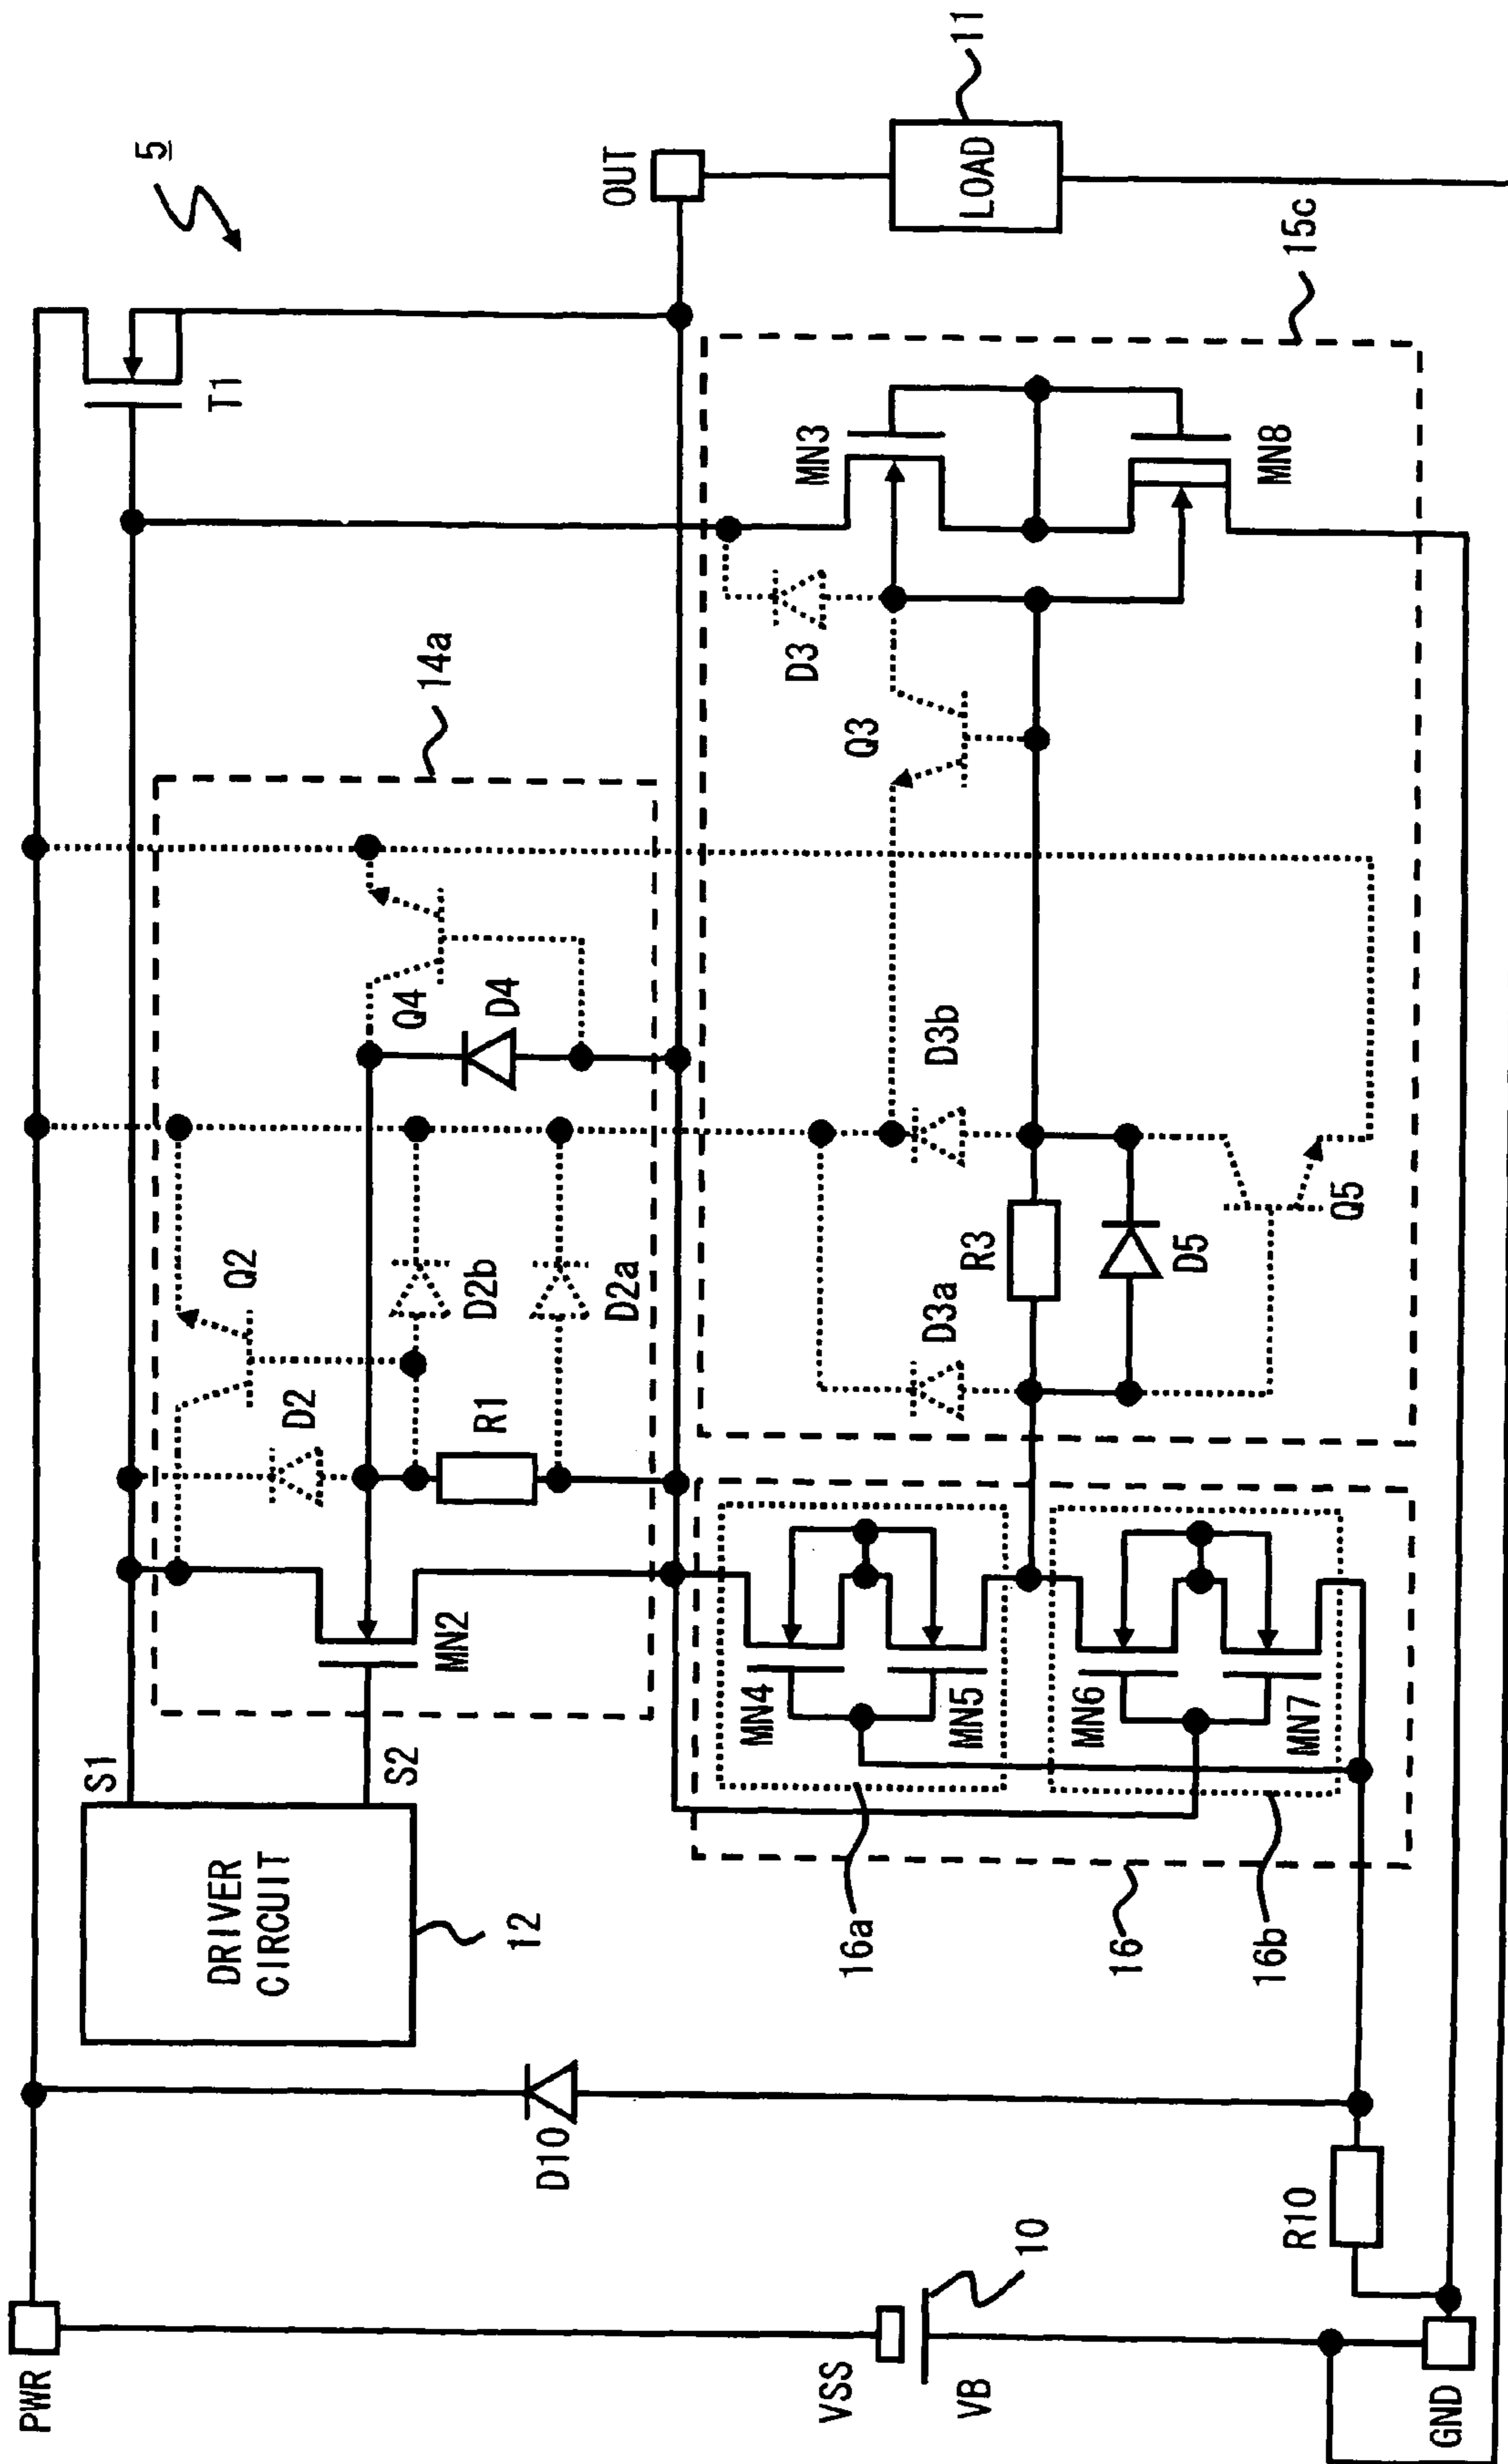 5
PWR
T1
S1
DRIVER
CIRCUIT
12
S2
MN2
Q2
D2
D2b
R1
D2a
14a
Q4
D4
OUT
LOAD
11
15c
D10
VSS
VB
10
16a
16
16b
MN4
MN5
MN6
MN7
D3a
R3
D5
D3b
Q5
Q3
D3
MN3
MN8
R10
GND